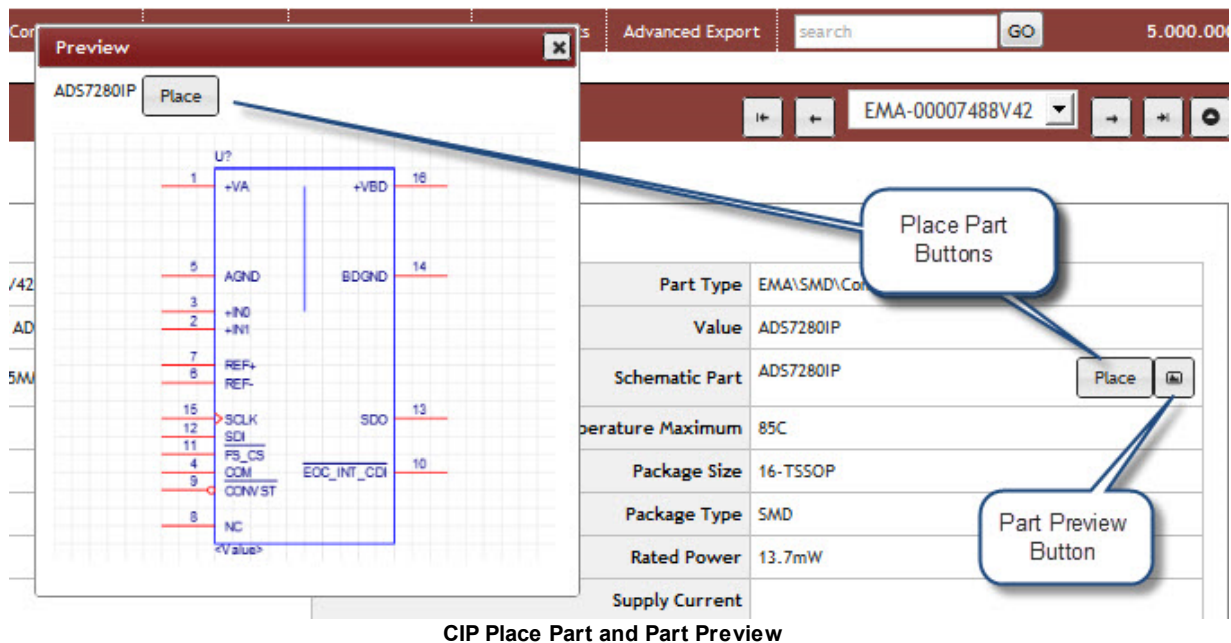 Advanced Export
search
GO
5.000.00
Preview
ADS7280IP
Place
EMA-00007488V42
U?
1
+VA
+VBD
16
5
AGND
BDGND
14
3
+IN0
2
+IN1
7
REF+
6
REF-
15
SCLK
SDO
13
12
SDI
11
FS_CS
4
COM
EOC_INT_CDI
10
9
CONVST
8
NC
<Value>
Place Part
Buttons
Part Type
EMA\SMD\Co
Value
ADS7280IP
Schematic Part
ADS7280IP
Place
perature Maximum
85C
Package Size
16-TSSOP
Package Type
SMD
Part Preview
Button
Rated Power
13.7mW
Supply Current
CIP Place Part and Part Preview